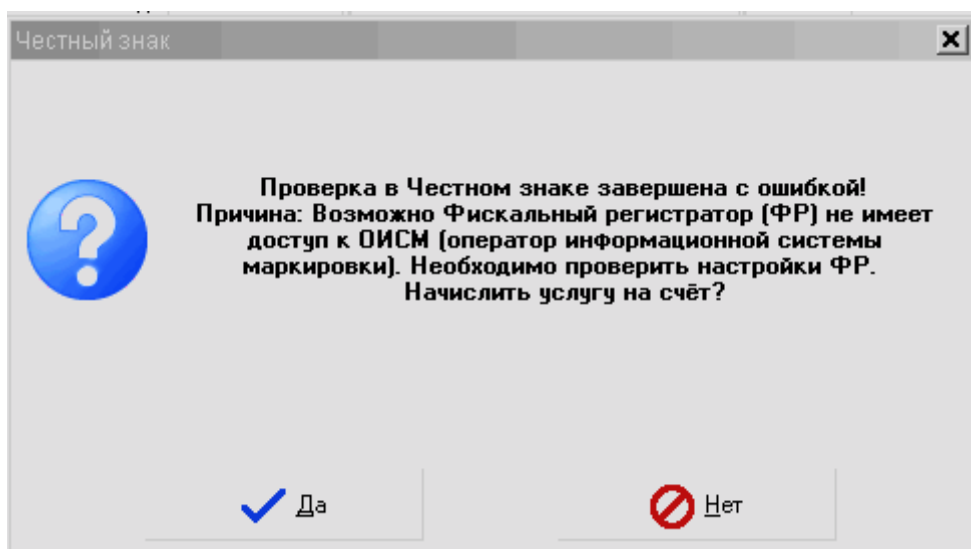 Честный знак
Проверка в Честном знаке завершена с ошибкой!
Причина: Возможно Фискальный регистратор (ФР) не имеет
доступ к ОИСМ (оператор информационной системы
маркировки). Необходимо проверить настройки ФР.
Начислить услугу на счёт?
Да
Нет